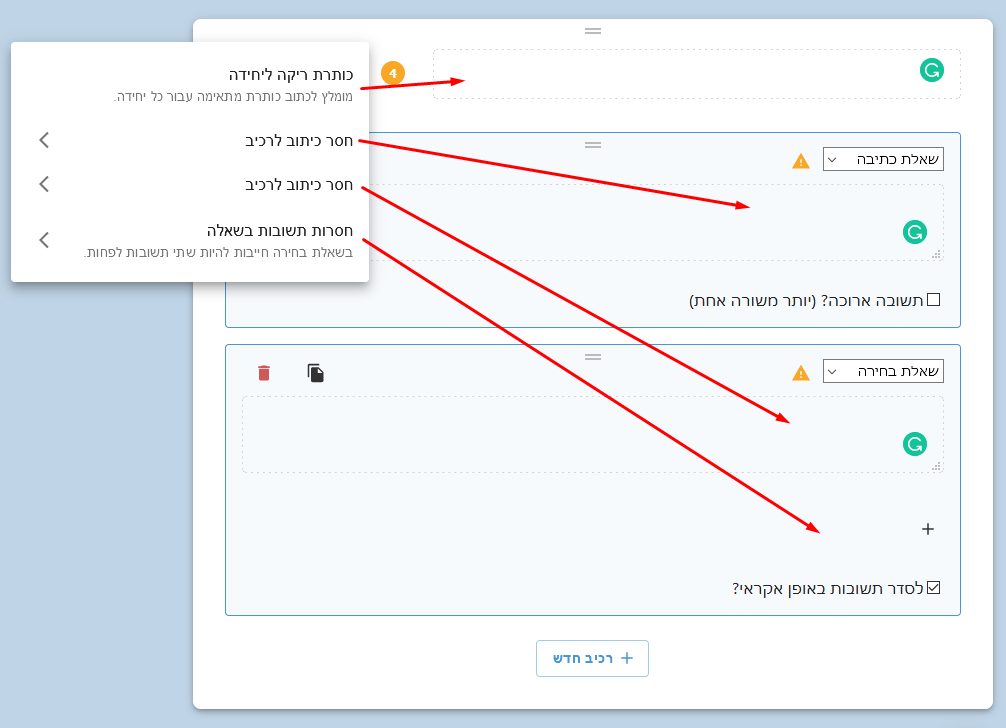 כותרת ריקה ליחידה
מומלץ לכתוב כותרת מתאימה עבור כל יחידה.
חסר כיתוב לרכיב
חסר כיתוב לרכיב
חסרות תשובות בשאלה
בשאלת בחירה חייבות להיות שתי תשובות לפחות.
4
שאלת כתיבה
תשובה ארוכה? (יותר משורה אחת)
שאלת בחירה
לסדר תשובות באופן אקראי?
+ רכיב חדש